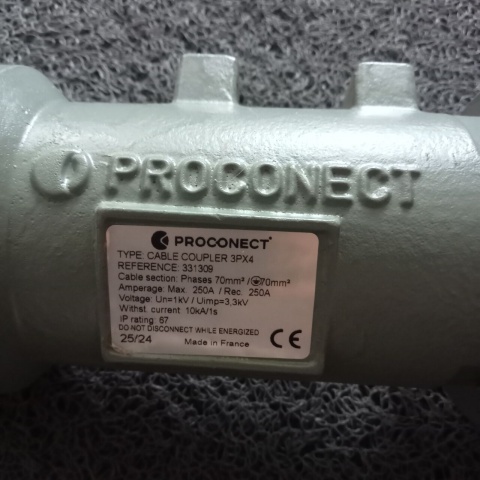 PROCONECT
PROCONECT
TYPE: CABLE COUPLER 3PX4
REFERENCE: 331309
Cable section: Phases 70mm² / 70mm²
Amperage: Max. 250A / Rec. 250A
Voltage: Un=1kV / Uimp=3,3kV
Withst. current 10kA/1s
IP rating: 67
DO NOT DISCONNECT WHILE ENERGIZED
25/24 Made in France CE